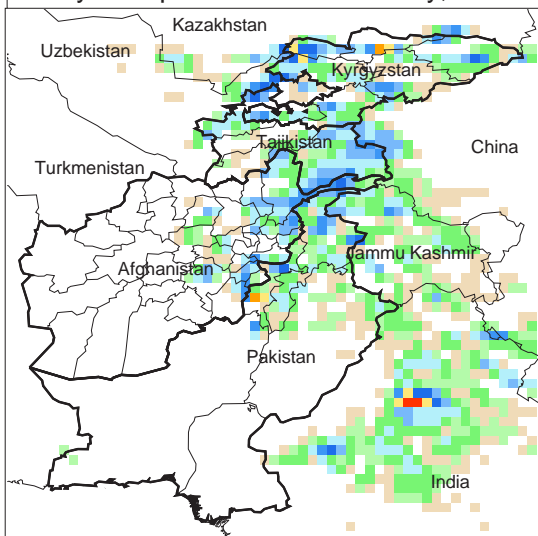 Kazakhstan
Uzbekistan
Kyrgyzstan
Tajikistan
China
Turkmenistan
Jammu Kashmir
Afghanistan
Pakistan
India